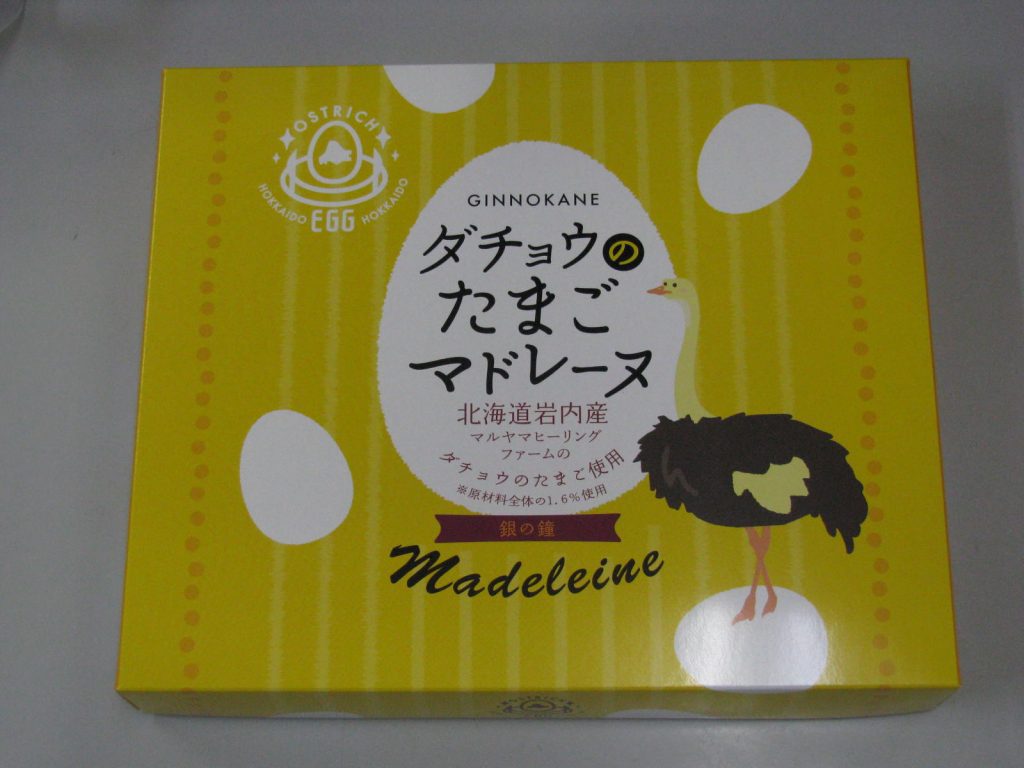 OSTRICH
HOKKAIDO EGG HOKKAIDO
GINNOKANE
ダチョウの
たまご
マドレーヌ
北海道岩内産
マルヤマヒーリング
ファームの
ダチョウのたまご使用
※原材料全体の1.6%使用
銀の鐘
Madeleine
OSTRICH